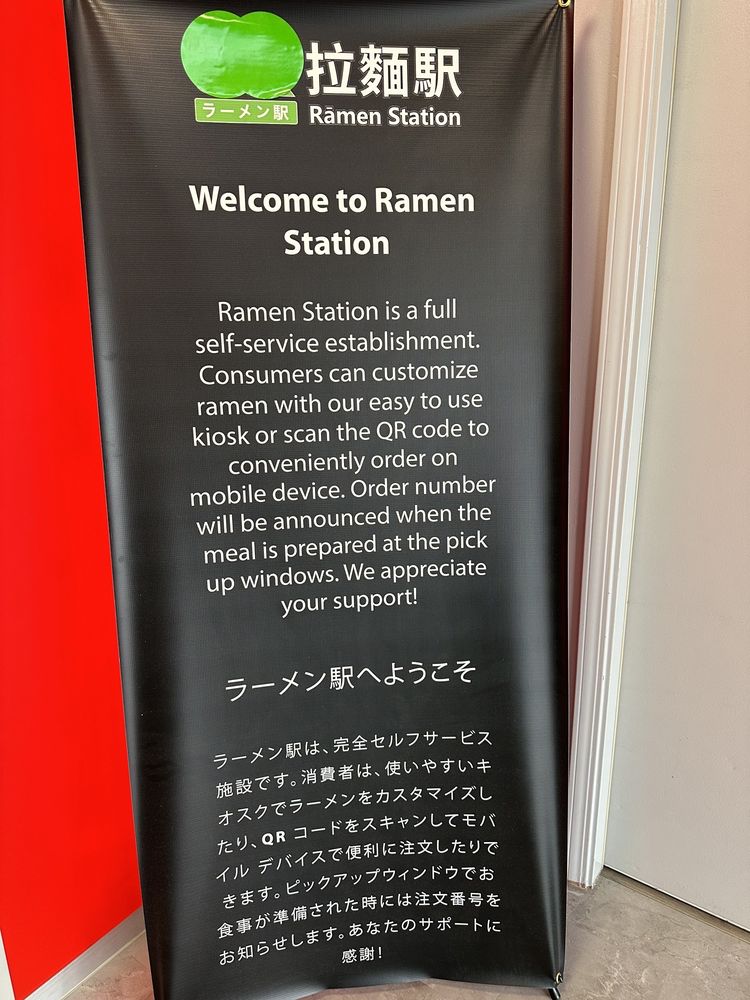 拉麵駅
ラーメン駅
Rāmen Station
Welcome to Ramen
Station
Ramen Station is a full
self-service establishment.
Consumers can customize
ramen with our easy to use
kiosk or scan the QR code to
conveniently order on
mobile device. Order number
will be announced when the
meal is prepared at the pick
up windows. We appreciate
your support!
ラーメン駅へようこそ
ラーメン駅は、完全セルフサービス
施設です。消費者は、使いやすいキ
オスクでラーメンをカスタマイズし
たり、QR コードをスキャンしてモバ
イル デバイスで便利に注文したりで
きます。ピックアップウィンドウでお
食事が準備された時には注文番号を
お知らせします。あなたのサポートに
感謝!